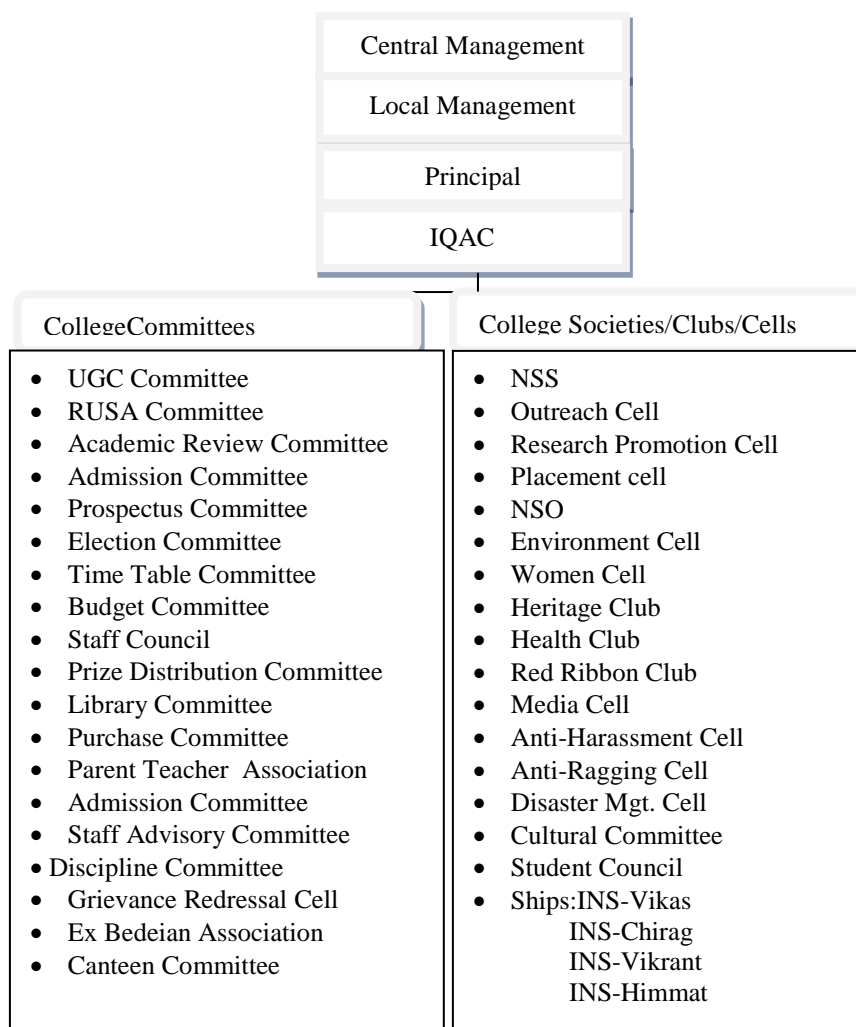 Central Management
Local Management
Principal
IQAC
CollegeCommittees
• UGC Committee
• RUSA Committee
• Academic Review Committee
• Admission Committee
• Prospectus Committee
• Election Committee
• Time Table Committee
• Budget Committee
• Staff Council
• Prize Distribution Committee
• Library Committee
• Purchase Committee
• Parent Teacher Association
• Admission Committee
• Staff Advisory Committee
• Discipline Committee
• Grievance Redressal Cell
• Ex Bedeian Association
• Canteen Committee
College Societies/Clubs/Cells
• NSS
• Outreach Cell
• Research Promotion Cell
• Placement cell
• NSO
• Environment Cell
• Women Cell
• Heritage Club
• Health Club
• Red Ribbon Club
• Media Cell
• Anti-Harassment Cell
• Anti-Ragging Cell
• Disaster Mgt. Cell
• Cultural Committee
• Student Council
• Ships:INS-Vikas
INS-Chirag
INS-Vikrant
INS-Himmat